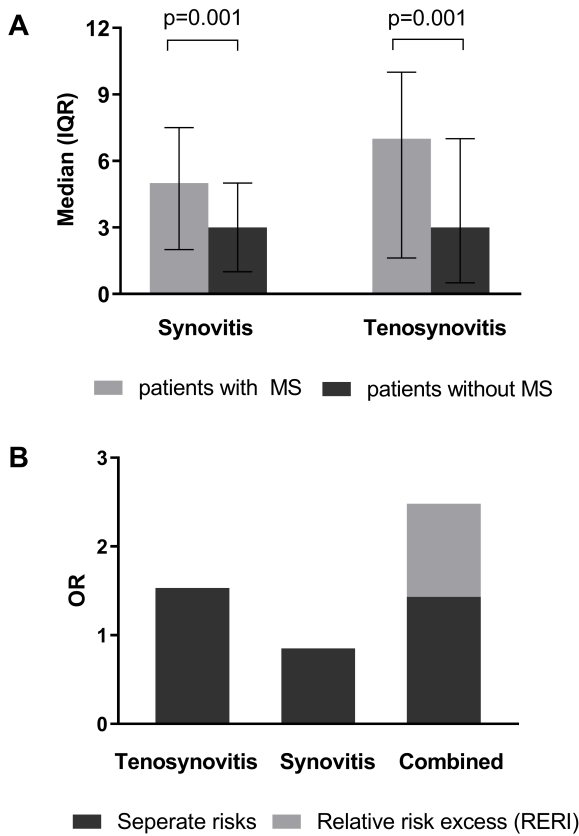 A
p=0.001
p=0.001
12
9
6
3
0
Median (IQR)
Synovitis
Tenosynovitis
patients with MS
patients without MS
B
3
2
1
0
OR
Tenosynovitis
Synovitis
Combined
Seperate risks
Relative risk excess (RERI)